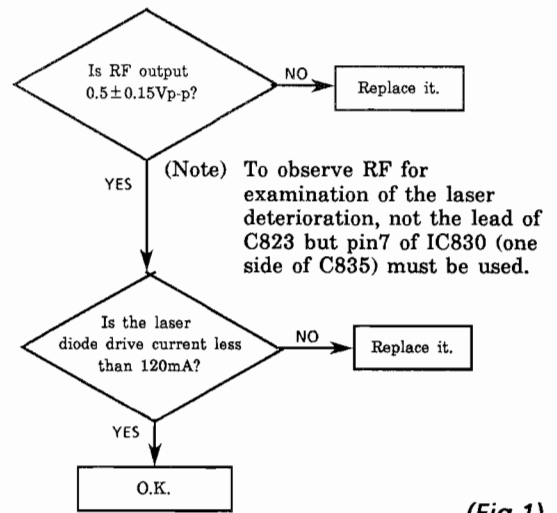 Is RF output
0.5±0.15Vp-p?
NO
Replace it.
YES
(Note) To observe RF for
examination of the laser
deterioration, not the lead of
C823 but pin7 of IC830 (one
side of C835) must be used.
Is the laser
diode drive current less
than 120mA?
NO
Replace it.
YES
O.K.
(Fig.1)